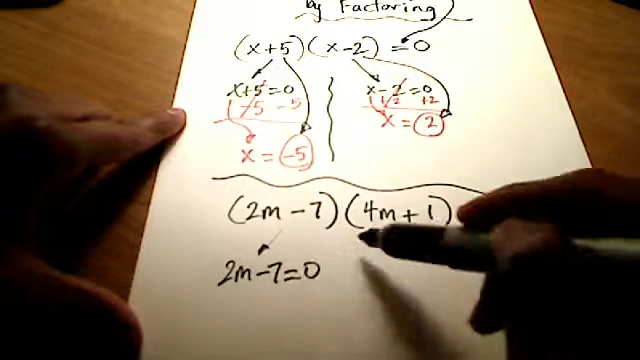 by Factoring
(x+5)(x-2)=0
x+5=0 x-2=0
-5 -5 +2 +2
x = -5 x = 2
(2m-7)(4m+1)
2m-7=0